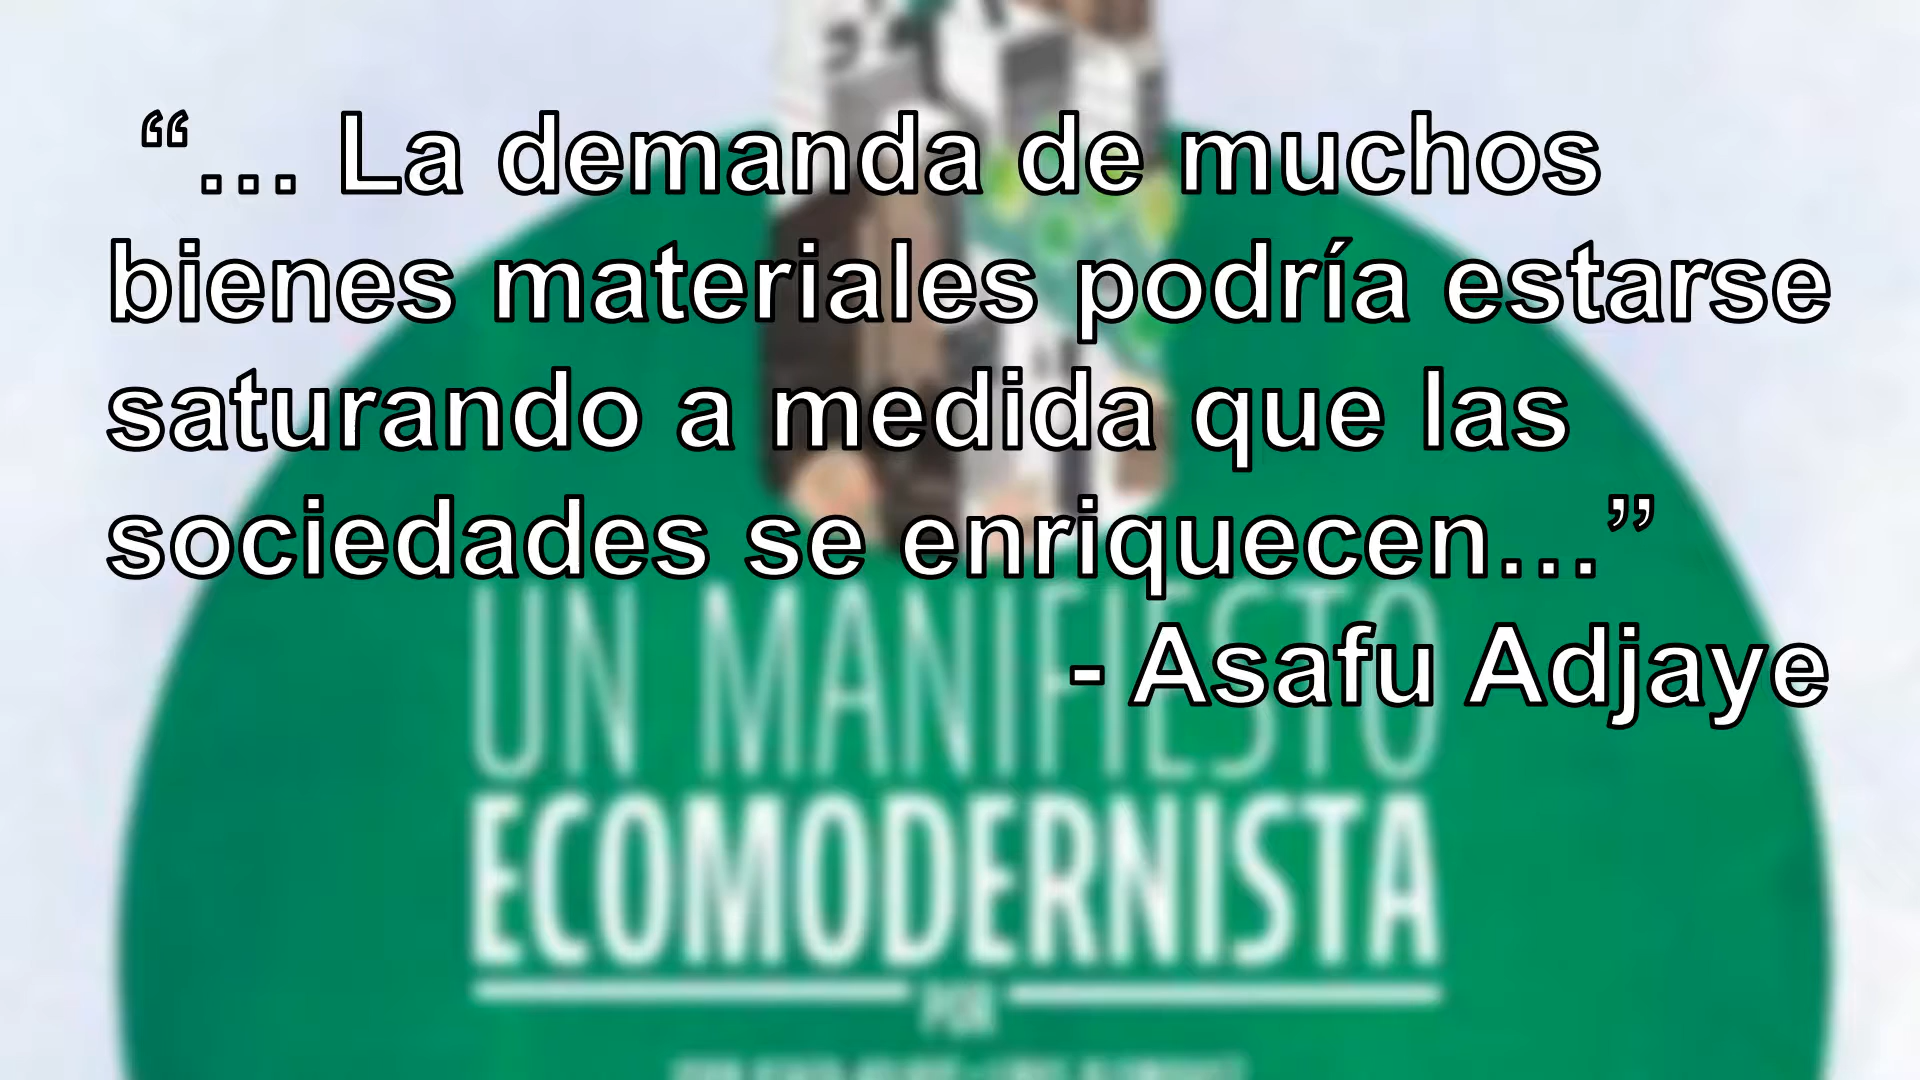 “… La demanda de muchos
bienes materiales podría estarse
saturando a medida que las
sociedades se enriquecen…”
- Asafu Adjaye
UN MANIFIESTO
ECOMODERNISTA
POR